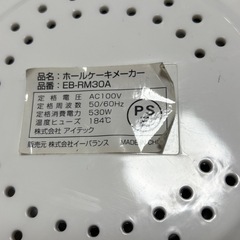 品名：ホールケーキメーカー
品番：EB-RM30A
定格電圧 AC100V
定格周波数 50/60Hz
定格消費電力 530W
温度ヒューズ 184℃
株式会社アイテック
PS
E
販売元 株式会社イーバランス
MADE